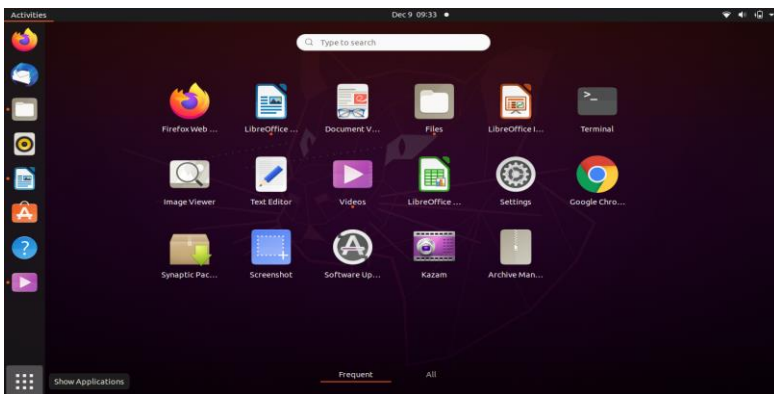 Activities
Dec 9 09:33
Type to search
Firefox Web ...
LibreOffice ...
Document V...
Files
LibreOffice I...
Terminal
Image Viewer
Text Editor
Videos
LibreOffice ...
Settings
Google Chro...
Synaptic Pac...
Screenshot
Software Up...
Kazam
Archive Man...
Frequent
All
Show Applications